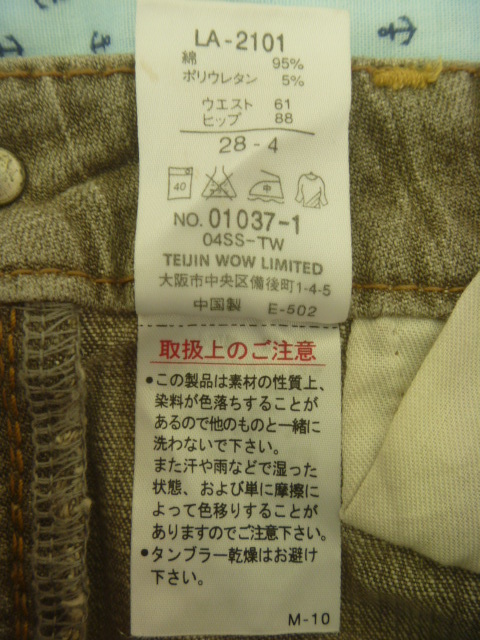 LA-2101
綿 95%
ポリウレタン 5%
ウエスト 61
ヒップ 88
28-4
40 中
NO. 01037-1
04SS-TW
TEIJIN WOW LIMITED
大阪市中央区備後町1-4-5
中国製 E-502
取扱上のご注意
●この製品は素材の性質上、
染料が色落ちすることが
あるので他のものと一緒に
洗わないで下さい。
また汗や雨などで湿った
状態、および単に摩擦に
よって色移りすることが
ありますのでご注意下さい。
●タンブラー乾燥はお避け
下さい。
M-10